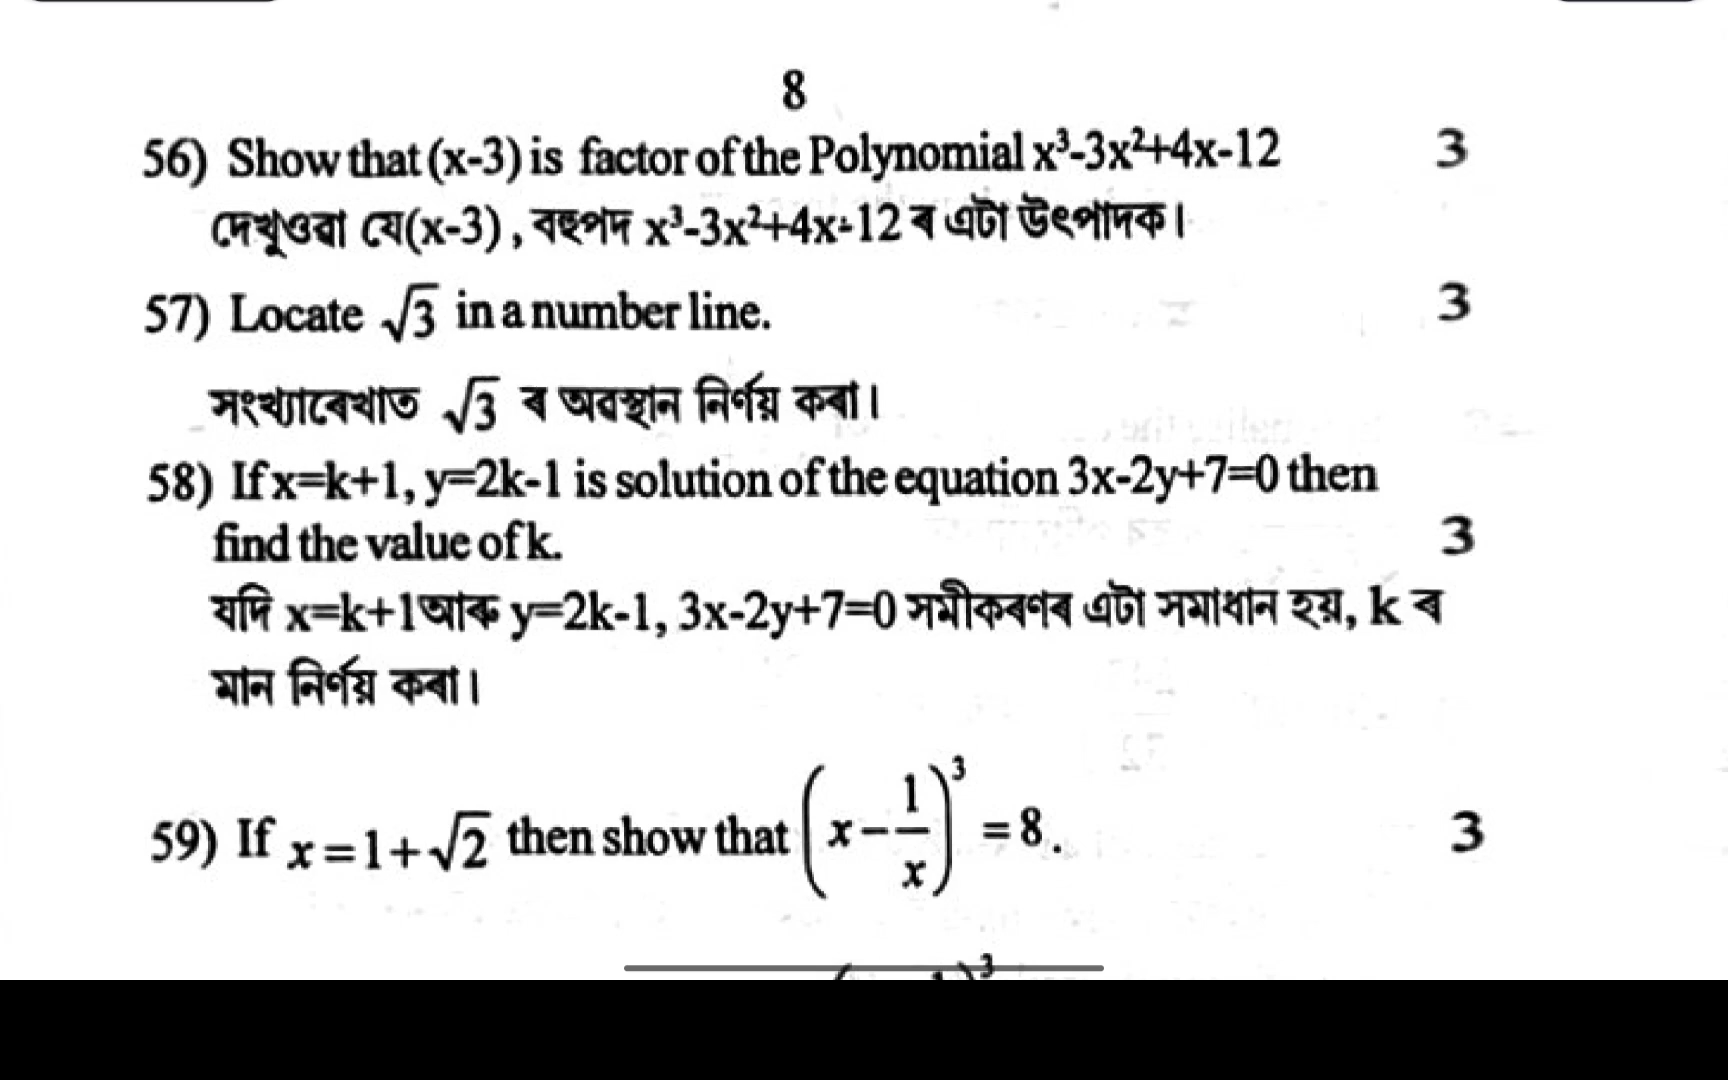 8
56) Show that (x-3) is factor of the Polynomial x³-3x²+4x-12 3
দেখুওৱা যে(x-3), বহুপদ x³-3x²+4x-12 ৰ এটা উৎপাদক।
57) Locate √3 in a number line. 3
সংখ্যাৰেখাত √3 ৰ অবস্থান নিৰ্ণয় কৰা।
58) If x=k+1, y=2k-1 is solution of the equation 3x-2y+7=0 then
find the value of k. 3
যদি x=k+1আৰু y=2k-1, 3x-2y+7=0 সমীকৰণৰ এটা সমাধান হয়, k ৰ
মান নিৰ্ণয় কৰা।
59) If x=1+√2 then show that (x-1/x)³ =8. 3